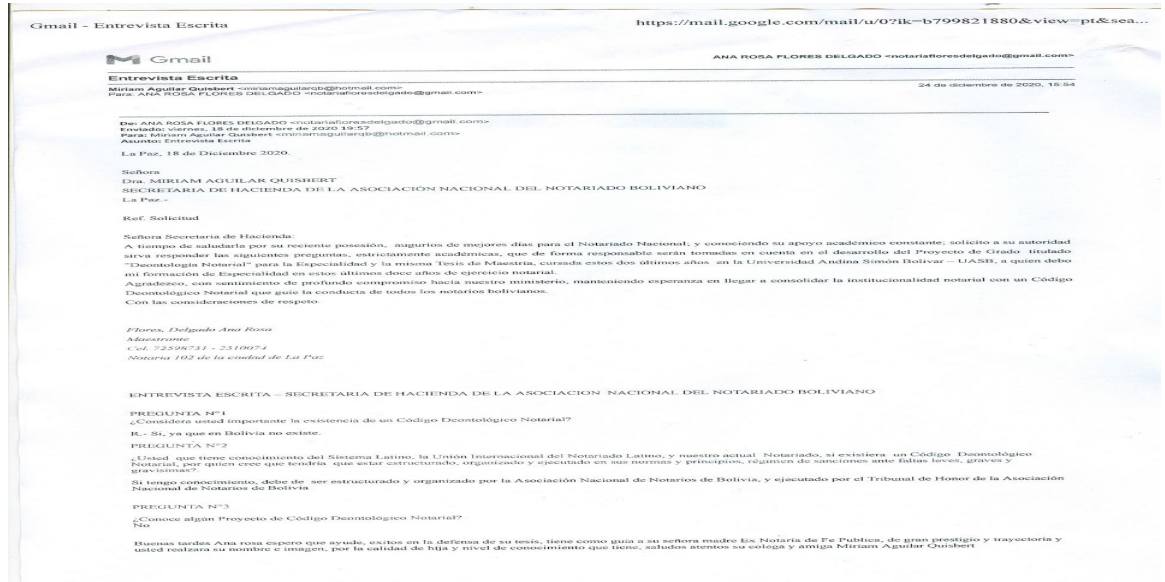 Gmail - Entrevista Escrita
https://mail.google.com/mail/u/0?ik=b799821880&view=pt&sea...
Gmail
ANA ROSA FLORES DELGADO <notariafloresdelgado@gmail.com>
Entrevista Escrita
Miriam Aguilar Quisbert <miriamaguilarqb@hotmail.com>
24 de diciembre de 2020, 15:54
Para: ANA ROSA FLORES DELGADO <notariafloresdelgado@gmail.com>
De: ANA ROSA FLORES DELGADO <notariafloresdelgado@gmail.com>
Enviado: viernes, 18 de diciembre de 2020 19:57
Para: Miriam Aguilar Quisbert <miriamaguilarqb@hotmail.com>
Asunto: Entrevista Escrita
La Paz, 18 de Diciembre 2020.
Señora
Dra. MIRIAM AGUILAR QUISBERT
SECRETARIA DE HACIENDA DE LA ASOCIACIÓN NACIONAL DEL NOTARIADO BOLIVIANO
La Paz.-
Ref. Solicitud
Señora Secretaria de Hacienda:
A tiempo de saludarla por su reciente posesión, augurios de mejores días para el Notariado Nacional; y conociendo su apoyo académico constante; solicito a su autoridad
sirva responder las siguientes preguntas, estrictamente académicas, que de forma responsable serán tomadas en cuenta en el desarrollo del Proyecto de Grado titulado
"Deontología Notarial" para la Especialidad y la misma Tesis de Maestría, cursada estos dos últimos años en la Universidad Andina Simón Bolívar – UASB, a quien debo
mi formación de Especialidad en estos últimos doce años de ejercicio notarial.
Agradezco, con sentimiento de profundo compromiso hacia nuestro ministerio, manteniendo esperanza en llegar a consolidar la institucionalidad notarial con un Código
Deontológico Notarial que guie la conducta de todos los notarios bolivianos.
Con las consideraciones de respeto
Flores, Delgado Ana Rosa
Maestrante
Cel. 72598731 - 2310074
Notaria 102 de la ciudad de La Paz
ENTREVISTA ESCRITA – SECRETARIA DE HACIENDA DE LA ASOCIACION NACIONAL DEL NOTARIADO BOLIVIANO
PREGUNTA N°1
¿Considera usted importante la existencia de un Código Deontológico Notarial?
R.- Si, ya que en Bolivia no existe.
PREGUNTA N°2
¿Usted que tiene conocimiento del Sistema Latino, la Unión Internacional del Notariado Latino, y nuestro actual Notariado, si existiera un Código Deontológico
Notarial, por quien cree que tendría que estar estructurado, organizado y ejecutado en sus normas y principios, régimen de sanciones ante faltas leves, graves y
gravísimas?.
Si tengo conocimiento, debe de ser estructurado y organizado por la Asociación Nacional de Notarios de Bolivia, y ejecutado por el Tribunal de Honor de la Asociación
Nacional de Notarios de Bolivia
PREGUNTA N°3
¿Conoce algún Proyecto de Código Deontológico Notarial?
No
Buenas tardes Ana rosa espero que ayude, exitos en la defensa de su tesis, tiene como guia a su señora madre Ex Notaria de Fe Publica, de gran prestigio y trayectoria y
usted realzara su nombre e imagen, por la calidad de hija y nivel de conocimiento que tiene, saludos atentos su colega y amiga Miriam Aguilar Quisbert